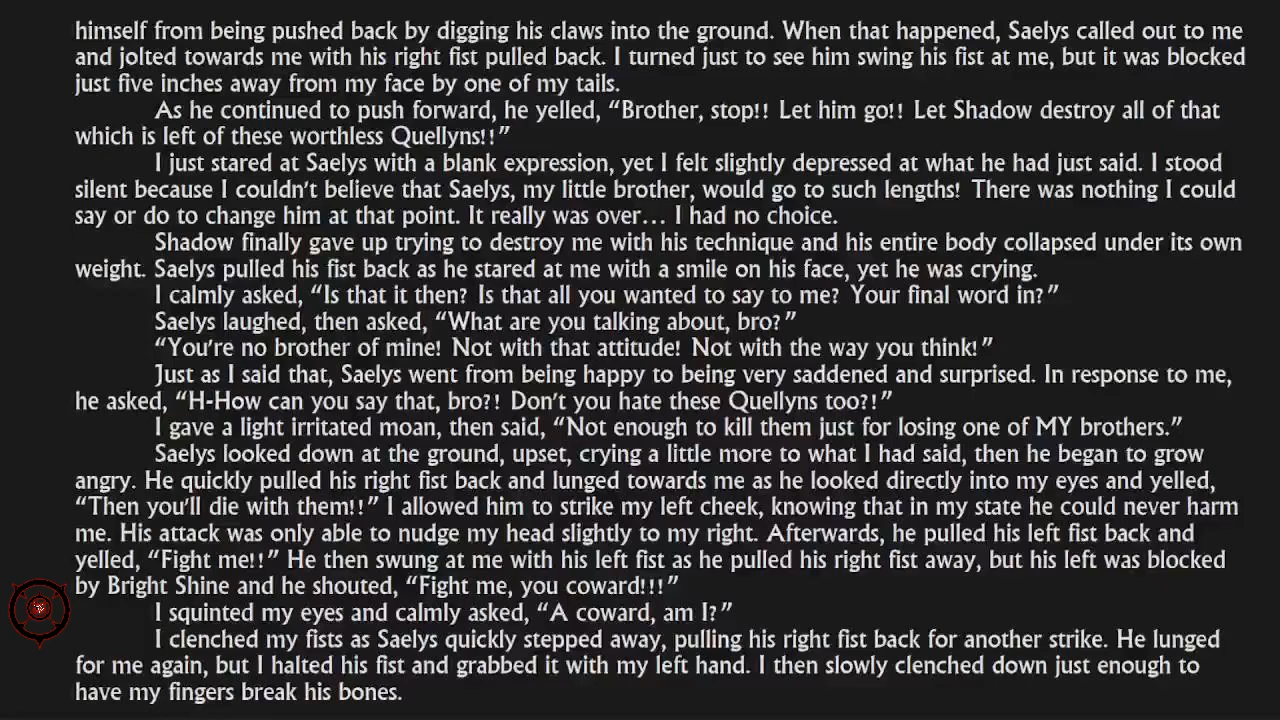 himself from being pushed back by digging his claws into the ground. When that happened, Saelys called out to me
and jolted towards me with his right fist pulled back. I turned just to see him swing his fist at me, but it was blocked
just five inches away from my face by one of my tails.
As he continued to push forward, he yelled, “Brother, stop!! Let him go!! Let Shadow destroy all of that
which is left of these worthless Quellyns!!”
I just stared at Saelys with a blank expression, yet I felt slightly depressed at what he had just said. I stood
silent because I couldn’t believe that Saelys, my little brother, would go to such lengths! There was nothing I could
say or do to change him at that point. It really was over… I had no choice.
Shadow finally gave up trying to destroy me with his technique and his entire body collapsed under its own
weight. Saelys pulled his fist back as he stared at me with a smile on his face, yet he was crying.
I calmly asked, “Is that it then? Is that all you wanted to say to me? Your final word in?”
Saelys laughed, then asked, “What are you talking about, bro?”
“You’re no brother of mine! Not with that attitude! Not with the way you think!”
Just as I said that, Saelys went from being happy to being very saddened and surprised. In response to me,
he asked, “H-How can you say that, bro?! Don’t you hate these Quellyns too?!”
I gave a light irritated moan, then said, “Not enough to kill them just for losing one of MY brothers.”
Saelys looked down at the ground, upset, crying a little more to what I had said, then he began to grow
angry. He quickly pulled his right fist back and lunged towards me as he looked directly into my eyes and yelled,
“Then you’ll die with them!!” I allowed him to strike my left cheek, knowing that in my state he could never harm
me. His attack was only able to nudge my head slightly to my right. Afterwards, he pulled his left fist back and
yelled, “Fight me!!” He then swung at me with his left fist as he pulled his right fist away, but his left was blocked
by Bright Shine and he shouted, “Fight me, you coward!!!”
I squinted my eyes and calmly asked, “A coward, am I?”
I clenched my fists as Saelys quickly stepped away, pulling his right fist back for another strike. He lunged
for me again, but I halted his fist and grabbed it with my left hand. I then slowly clenched down just enough to
have my fingers break his bones.